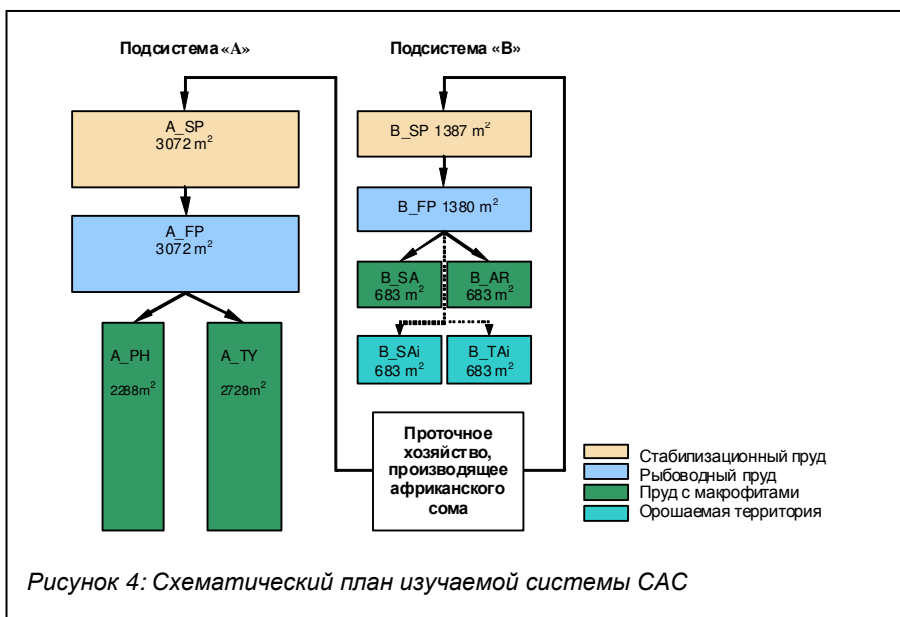 Подсистема «А»
Подсистема «В»
A_SP
3072 m²
B_SP 1387 m²
A_FP
3072 m²
B_FP 1380 m²
B_SA
683 m²
B_AR
683 m²
A_PH
2288m²
A_TY
2728m²
B_SAi
683 m²
B_TAi
683 m²
Проточное
хозяйство,
производящее
африканского
сома
Стабилизационный пруд
Рыбоводный пруд
Пруд с макрофитами
Орошаемая территория
Рисунок 4: Схематический план изучаемой системы САС